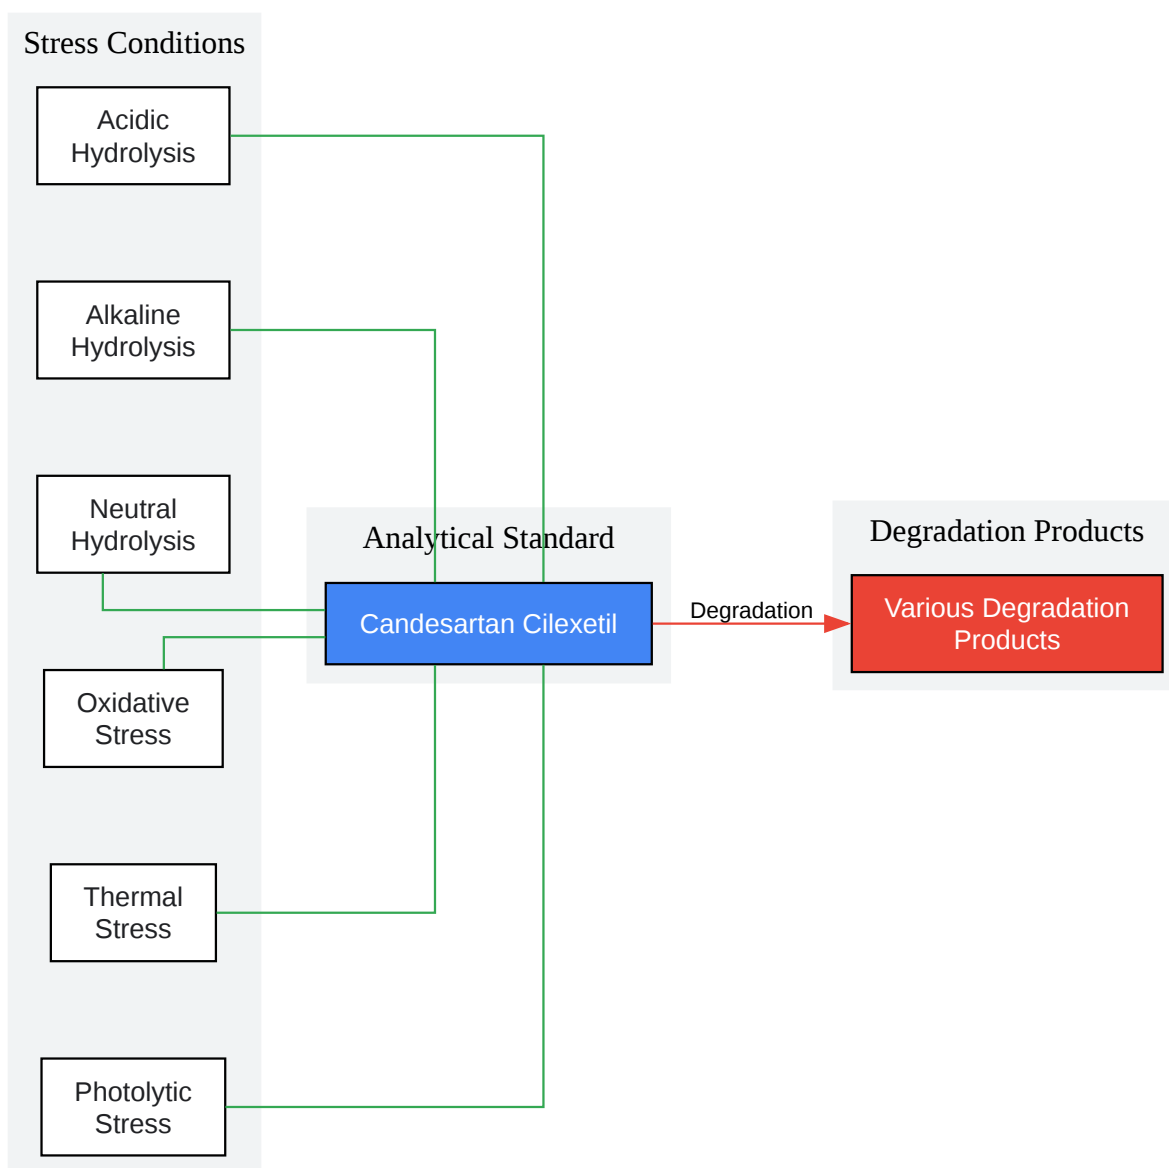 Stress Conditions
Acidic
Hydrolysis
Alkaline
Hydrolysis
Neutral
Hydrolysis
Oxidative
Stress
Thermal
Stress
Photolytic
Stress
Analytical Standard
Candesartan Cilexetil
Degradation
Degradation Products
Various Degradation
Products